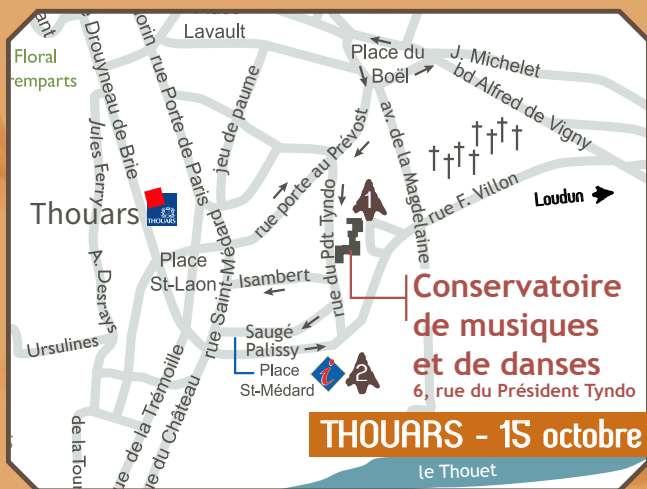 ant
Lavault
Floral
remparts
Drouyneau de Brie
orin
rue Porte de Paris
jeu de paume
Place du
Boël
J. Michelet
bd Alfred de Vigny
Jules Ferry
rue porte au Prévost
av. de la Magdelaine
Thouars
THOUARS
1
rue F. Villon
Loudun
rue du Pdt Tyndo
Place
St-Laon
rue Saint-Médard
Isambert
A. Desrays
Conservatoire
de musiques
et de danses
6, rue du Président Tyndo
Ursulines
Saugé
Palissy
Place
St-Médard
i
2
rue de la Trémoille
rue du Château
de la Tour
THOUARS - 15 octobre
le Thouet